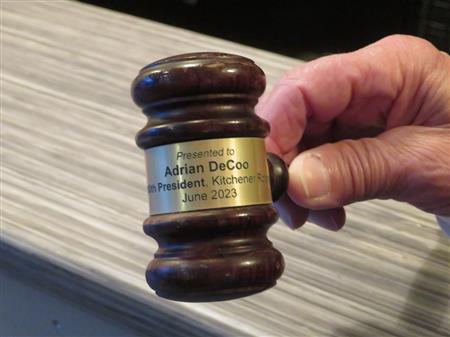 Presented to
Adrian DeCoo
President, Kitchener
June 2023